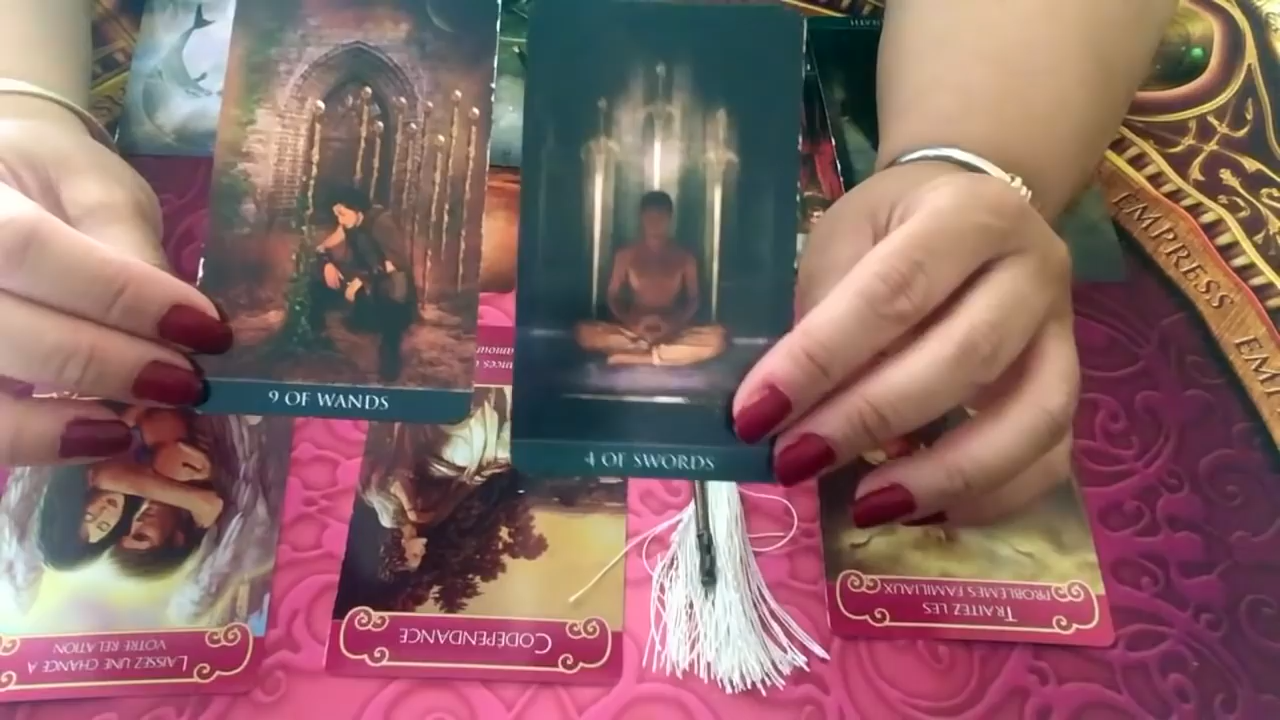 9 OF WANDS
4 OF SWORDS
EMPRESS
LAISSEZ UNE CHANCE À
VOTRE RELATION
CODÉPENDANCE
TRAITEZ LES
PROBLÈMES FAMILIAUX